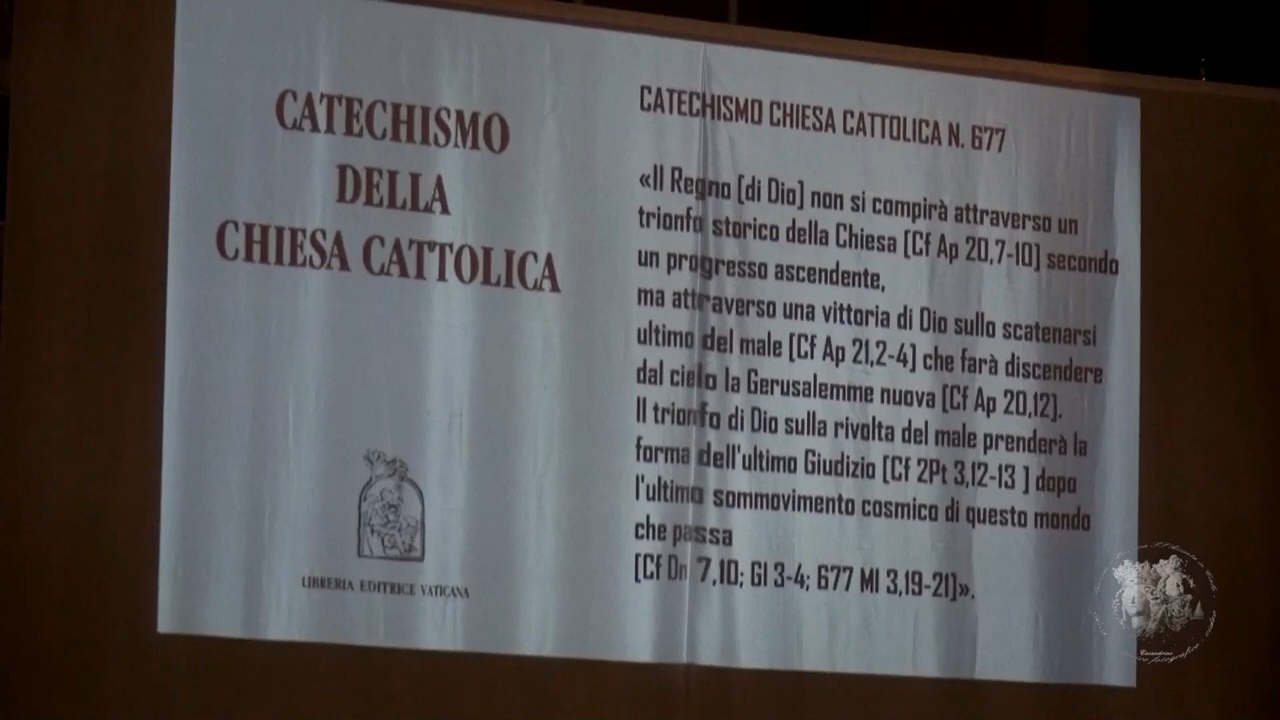 CATECHISMO
DELLA
CHIESA CATTOLICA
LIBRERIA EDITRICE VATICANA
CATECHISMO CHIESA CATTOLICA N. 677
«Il Regno [di Dio] non si compirà attraverso un
trionfo storico della Chiesa [Cf Ap 20,7-10] secondo
un progresso ascendente,
ma attraverso una vittoria di Dio sullo scatenarsi
ultimo del male [Cf Ap 21,2-4] che farà discendere
dal cielo la Gerusalemme nuova [Cf Ap 20,12].
Il trionfo di Dio sulla rivolta del male prenderà la
forma dell'ultimo Giudizio [Cf 2Pt 3,12-13 ] dopo
l'ultimo sommovimento cosmico di questo mondo
che passa
[Cf Dn 7,10; Gl 3-4; 677 Ml 3,19-21]».